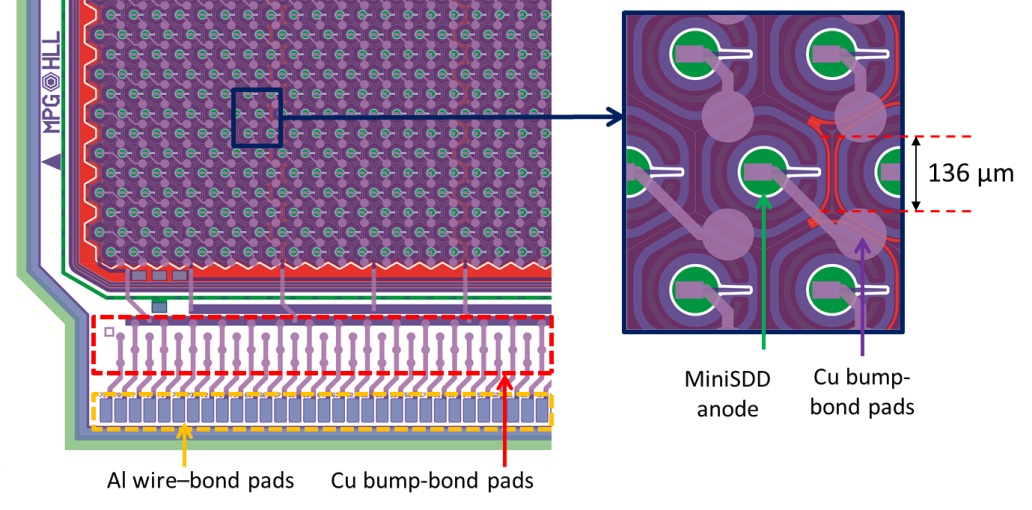 MPG HLL
136 µm
MiniSDD
anode
Cu bump-
bond pads
Al wire–bond pads
Cu bump-bond pads